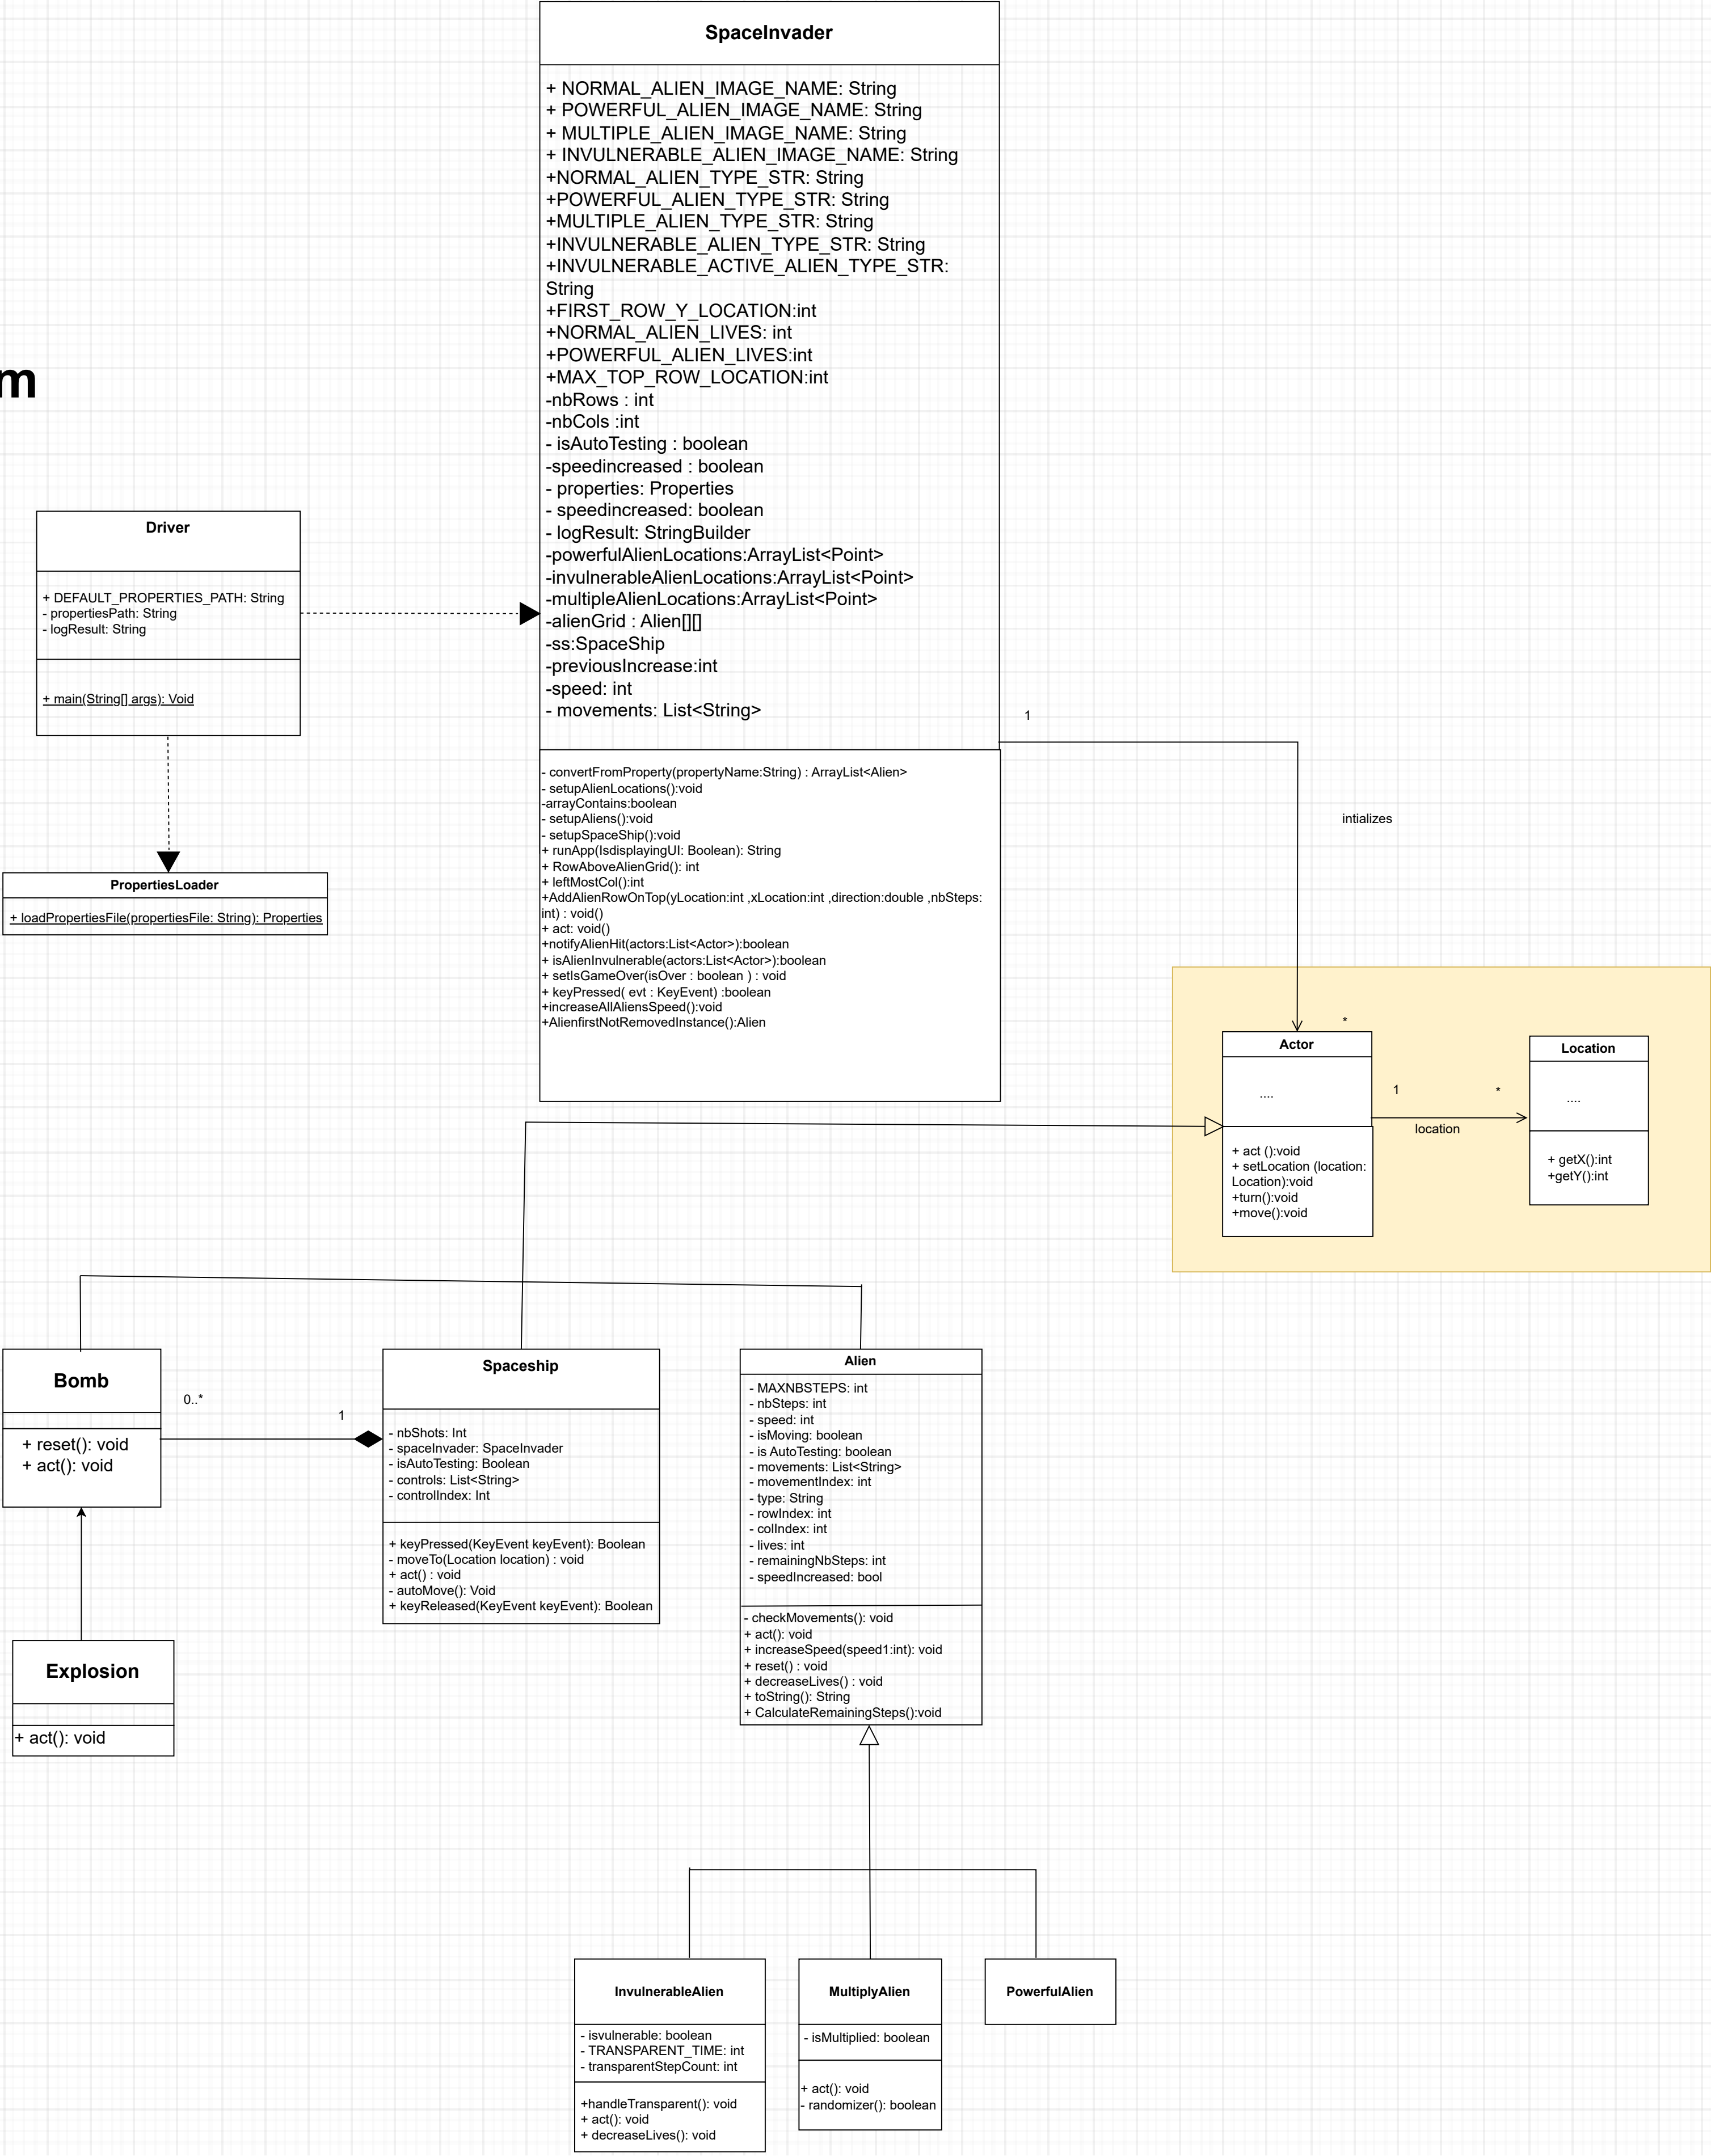 SpaceInvader
+ NORMAL_ALIEN_IMAGE_NAME: String
+ POWERFUL_ALIEN_IMAGE_NAME: String
+ MULTIPLE_ALIEN_IMAGE_NAME: String
+ INVULNERABLE_ALIEN_IMAGE_NAME: String
+NORMAL_ALIEN_TYPE_STR: String
+POWERFUL_ALIEN_TYPE_STR: String
+MULTIPLE_ALIEN_TYPE_STR: String
+INVULNERABLE_ALIEN_TYPE_STR: String
+INVULNERABLE_ACTIVE_ALIEN_TYPE_STR:
String
+FIRST_ROW_Y_LOCATION:int
+NORMAL_ALIEN_LIVES: int
+POWERFUL_ALIEN_LIVES:int
+MAX_TOP_ROW_LOCATION:int
-nbRows : int
-nbCols :int
- isAutoTesting : boolean
-speedincreased : boolean
- properties: Properties
- speedincreased: boolean
- logResult: StringBuilder
-powerfulAlienLocations:ArrayList<Point>
-invulnerableAlienLocations:ArrayList<Point>
-multipleAlienLocations:ArrayList<Point>
-alienGrid : Alien[][]
-ss:SpaceShip
-previousIncrease:int
-speed: int
- movements: List<String>
- convertFromProperty(propertyName:String) : ArrayList<Alien>
- setupAlienLocations():void
-arrayContains:boolean
- setupAliens():void
- setupSpaceShip():void
+ runApp(IsdisplayingUI: Boolean): String
+ RowAboveAlienGrid(): int
+ leftMostCol():int
+AddAlienRowOnTop(yLocation:int ,xLocation:int ,direction:double ,nbSteps:
int) : void()
+ act: void()
+notifyAlienHit(actors:List<Actor>):boolean
+ isAlienInvulnerable(actors:List<Actor>):boolean
+ setIsGameOver(isOver : boolean ) : void
+ keyPressed( evt : KeyEvent) :boolean
+increaseAllAliensSpeed():void
+AlienfirstNotRemovedInstance():Alien
m
Driver
+ DEFAULT_PROPERTIES_PATH: String
- propertiesPath: String
- logResult: String
+ main(String[] args): Void
PropertiesLoader
+ loadPropertiesFile(propertiesFile: String): Properties
1
intializes
*
Actor
....
+ act ():void
+ setLocation (location:
Location):void
+turn():void
+move():void
1
*
location
Location
....
+ getX():int
+getY():int
Bomb
+ reset(): void
+ act(): void
0..*
1
Spaceship
- nbShots: Int
- spaceInvader: SpaceInvader
- isAutoTesting: Boolean
- controls: List<String>
- controlIndex: Int
+ keyPressed(KeyEvent keyEvent): Boolean
- moveTo(Location location) : void
+ act() : void
- autoMove(): Void
+ keyReleased(KeyEvent keyEvent): Boolean
Alien
- MAXNBSTEPS: int
- nbSteps: int
- speed: int
- isMoving: boolean
- is AutoTesting: boolean
- movements: List<String>
- movementIndex: int
- type: String
- rowIndex: int
- colIndex: int
- lives: int
- remainingNbSteps: int
- speedIncreased: bool
- checkMovements(): void
+ act(): void
+ increaseSpeed(speed1:int): void
+ reset() : void
+ decreaseLives() : void
+ toString(): String
+ CalculateRemainingSteps():void
Explosion
+ act(): void
InvulnerableAlien
- isvulnerable: boolean
- TRANSPARENT_TIME: int
- transparentStepCount: int
+handleTransparent(): void
+ act(): void
+ decreaseLives(): void
MultiplyAlien
- isMultiplied: boolean
+ act(): void
- randomizer(): boolean
PowerfulAlien